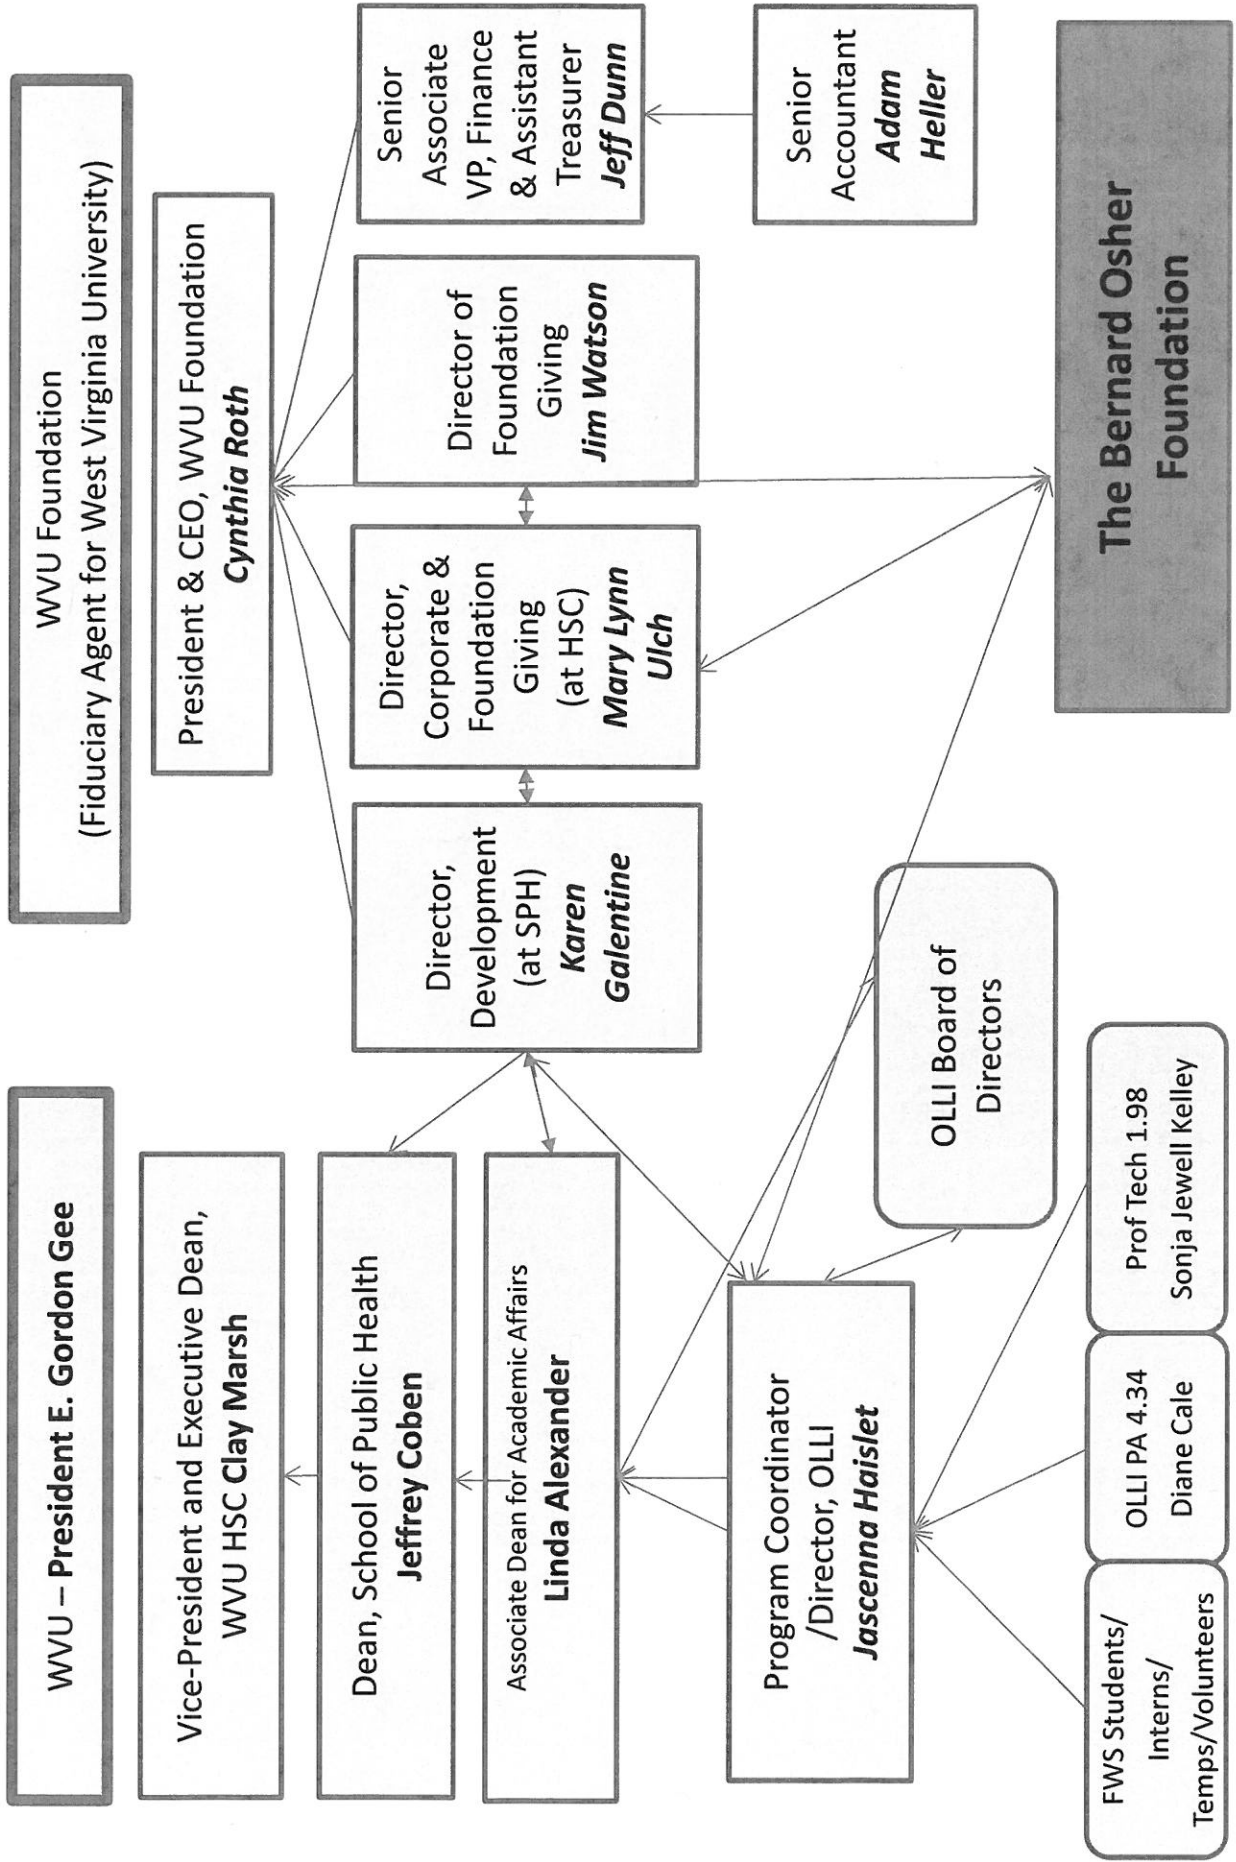 WVU – President E. Gordon Gee
Vice-President and Executive Dean,
WVU HSC Clay Marsh
Dean, School of Public Health
Jeffrey Coben
Associate Dean for Academic Affairs
Linda Alexander
Program Coordinator
/Director, OLLI
Jascenna Haislet
FWS Students/
Interns/
Temps/Volunteers
OLLI PA 4.34
Diane Cale
Prof Tech 1.98
Sonja Jewell Kelley
OLLI Board of
Directors
WVU Foundation
(Fiduciary Agent for West Virginia University)
President & CEO, WVU Foundation
Cynthia Roth
Director,
Development
(at SPH)
Karen
Galentine
Director,
Corporate &
Foundation
Giving
(at HSC)
Mary Lynn
Ulch
Director of
Foundation
Giving
Jim Watson
Senior
Associate
VP, Finance
& Assistant
Treasurer
Jeff Dunn
Senior
Accountant
Adam
Heller
The Bernard Osher
Foundation